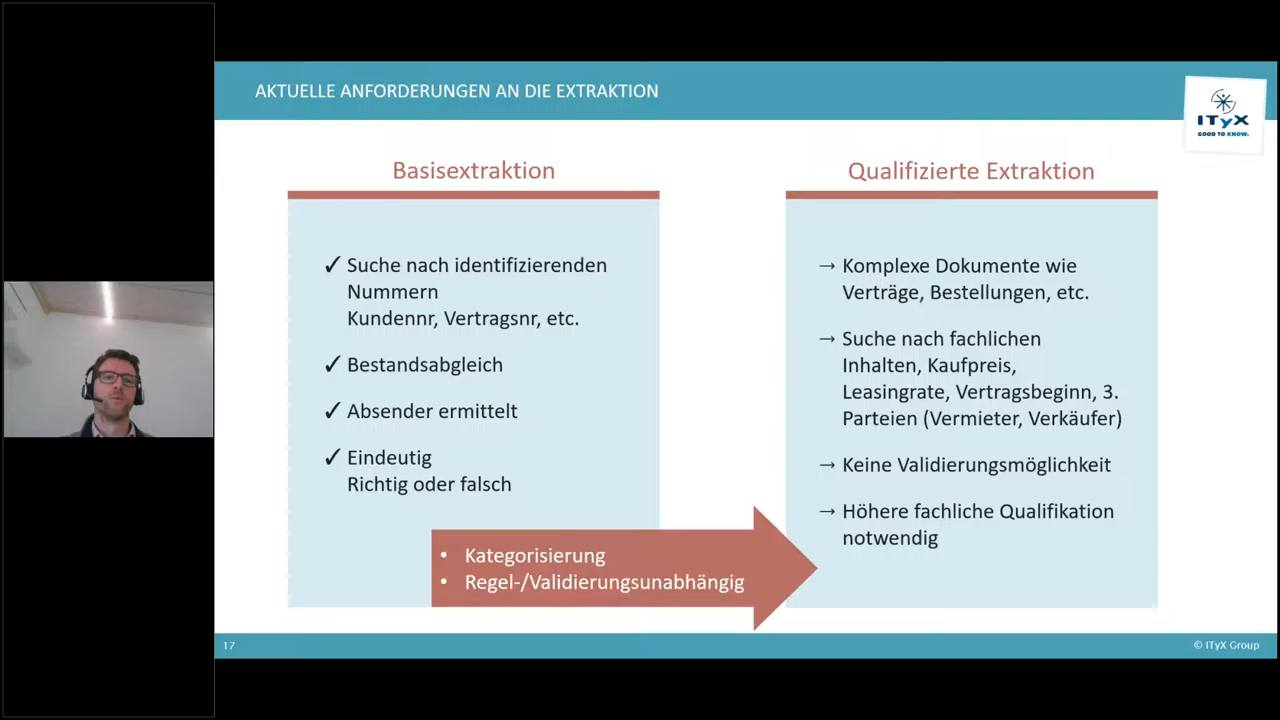 AKTUELLE ANFORDERUNGEN AN DIE EXTRAKTION
ITyX
GOOD TO KNOW.
Basisextraktion
✓ Suche nach identifizierenden
Nummern
Kundennr, Vertragsnr, etc.
✓ Bestandsabgleich
✓ Absender ermittelt
✓ Eindeutig
Richtig oder falsch
• Kategorisierung
• Regel-/Validierungsunabhängig
Qualifizierte Extraktion
→ Komplexe Dokumente wie
Verträge, Bestellungen, etc.
→ Suche nach fachlichen
Inhalten, Kaufpreis,
Leasingrate, Vertragsbeginn, 3.
Parteien (Vermieter, Verkäufer)
→ Keine Validierungsmöglichkeit
→ Höhere fachliche Qualifikation
notwendig
17
© ITyX Group